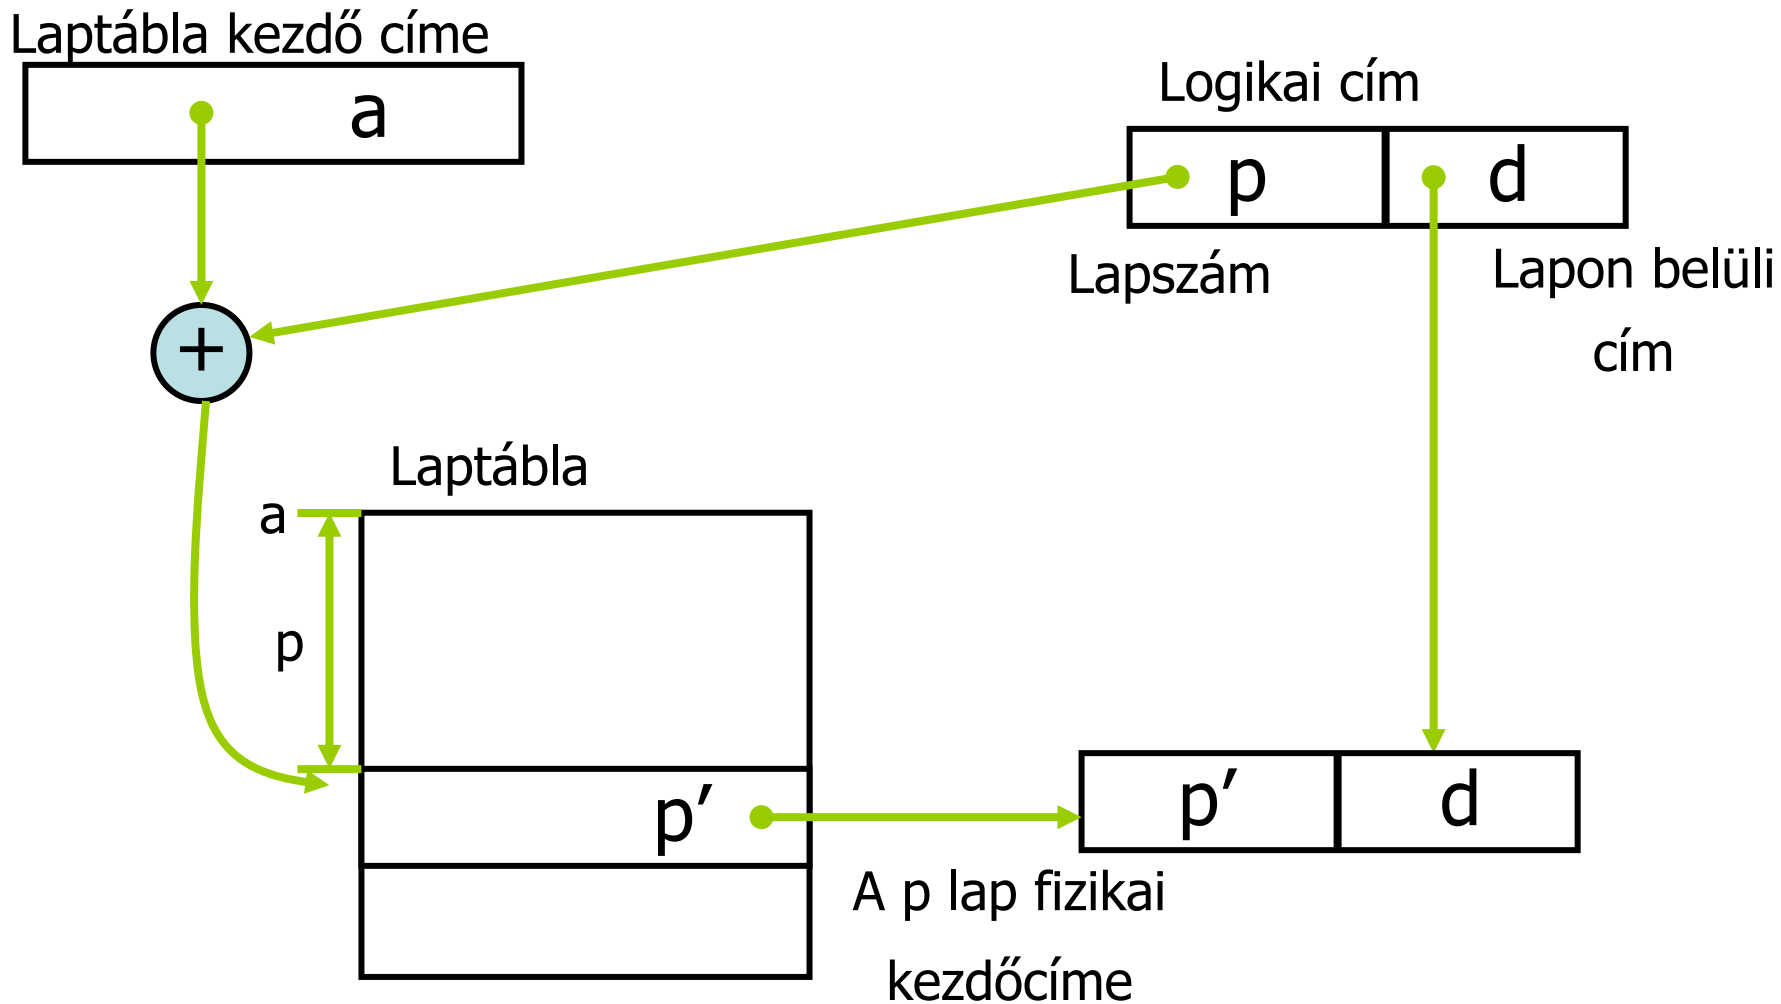 Laptábla kezdő címe
a
Logikai cím
p d
Lapszám
Lapon belüli
cím
+
Laptábla
a
p
p’
p’ d
A p lap fizikai
kezdőcíme